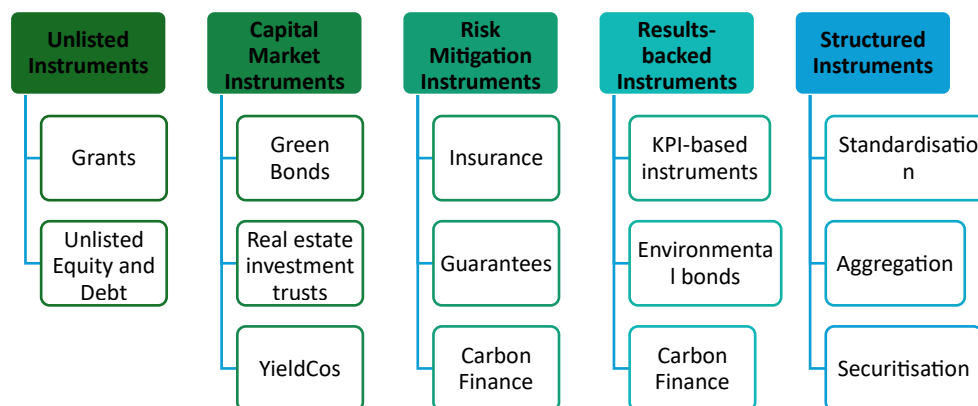 Unlisted
Instruments
Grants
Unlisted
Equity and
Debt
Capital
Market
Instruments
Green
Bonds
Real estate
investment
trusts
YieldCos
Risk
Mitigation
Instruments
Insurance
Guarantees
Carbon
Finance
Results-
backed
Instruments
KPI-based
instruments
Environmenta
l bonds
Carbon
Finance
Structured
Instruments
Standardisatio
n
Aggregation
Securitisation